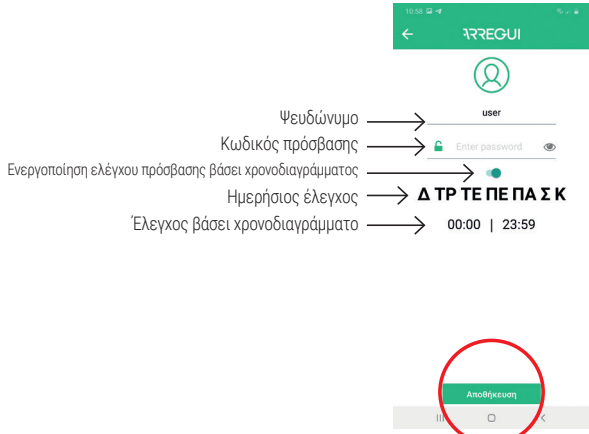 10:58
ARREGUI
Ψευδώνυμο
user
Κωδικός πρόσβασης
Enter password
Ενεργοποίηση ελέγχου πρόσβασης βάσει χρονοδιαγράμματος
Ημερήσιος έλεγχος
Δ ΤΡ ΤΕ ΠΕ ΠΑ Σ Κ
Έλεγχος βάσει χρονοδιαγράμματο
00:00 | 23:59
Αποθήκευση